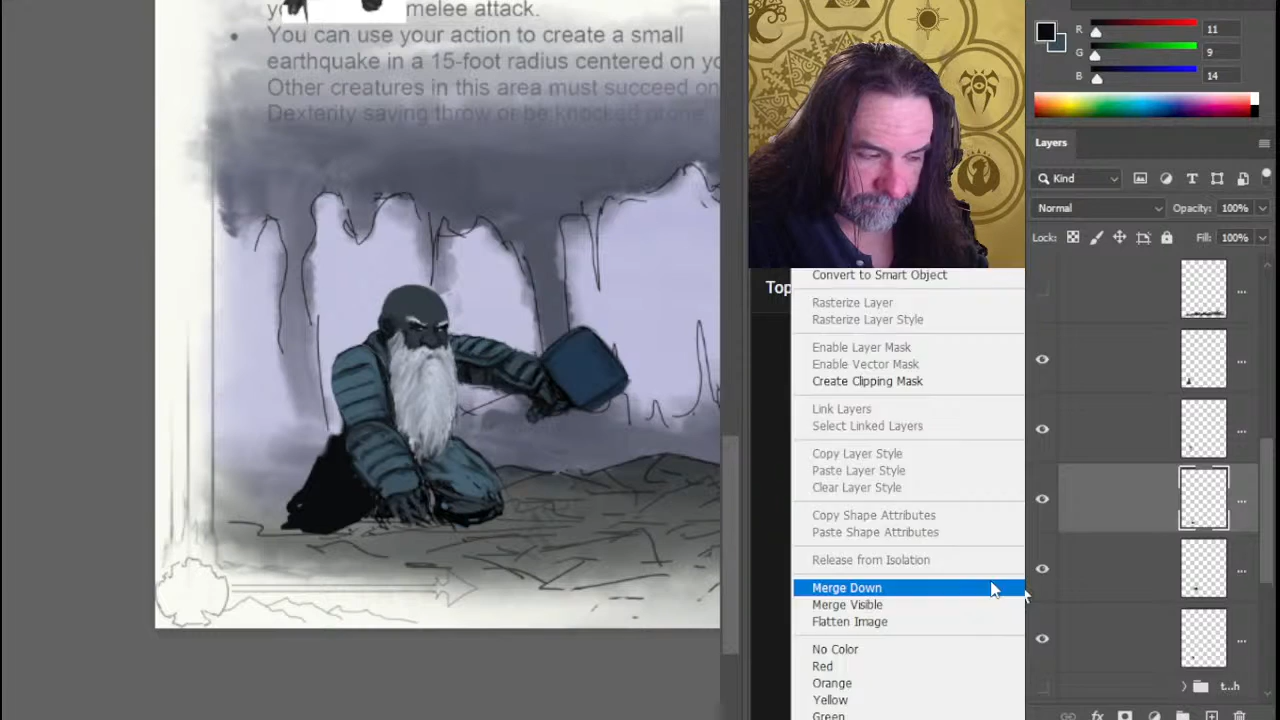 melee attack.
You can use your action to create a small
earthquake in a 15-foot radius centered on
Other creatures in this area must succeed on
Dexterity saving throw or be knocked prone
R 11
G 9
B 14
Layers
Kind
Normal Opacity: 100%
Lock: Fill: 100%
Top
Convert to Smart Object
Rasterize Layer
Rasterize Layer Style
Enable Layer Mask
Enable Vector Mask
Create Clipping Mask
Link Layers
Select Linked Layers
Copy Layer Style
Paste Layer Style
Clear Layer Style
Copy Shape Attributes
Paste Shape Attributes
Release from Isolation
Merge Down
Merge Visible
Flatten Image
No Color
Red
Orange
Yellow
Green
...
...
...
...
...
...
t...h
fx